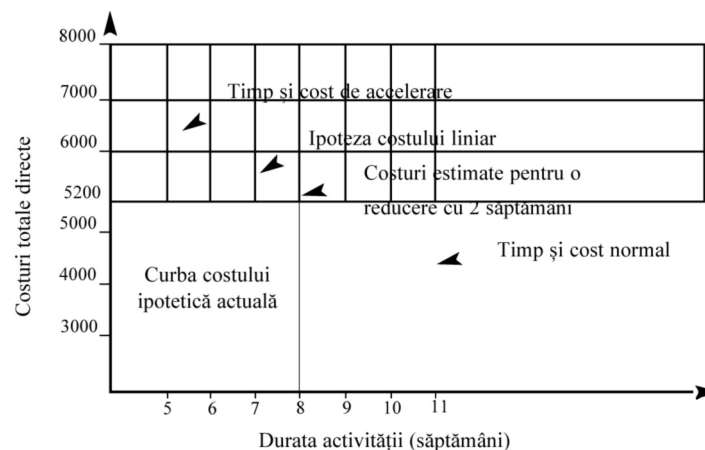 8000
Timp și cost de accelerare
7000
Ipoteza costului liniar
6000
Costuri estimate pentru o
reducere cu 2 săptămâni
5200
5000
Timp și cost normal
4000
Curba costului
ipotetică actuală
3000
Costuri totale directe
5 6 7 8 9 10 11
Durata activității (săptămâni)